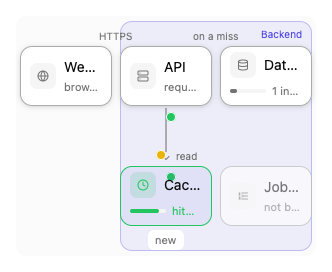 HTTPS
on a miss
Backend
We...
brow...
API
requ...
Dat...
1 in...
read
Cac...
hit...
Job...
not b...
new